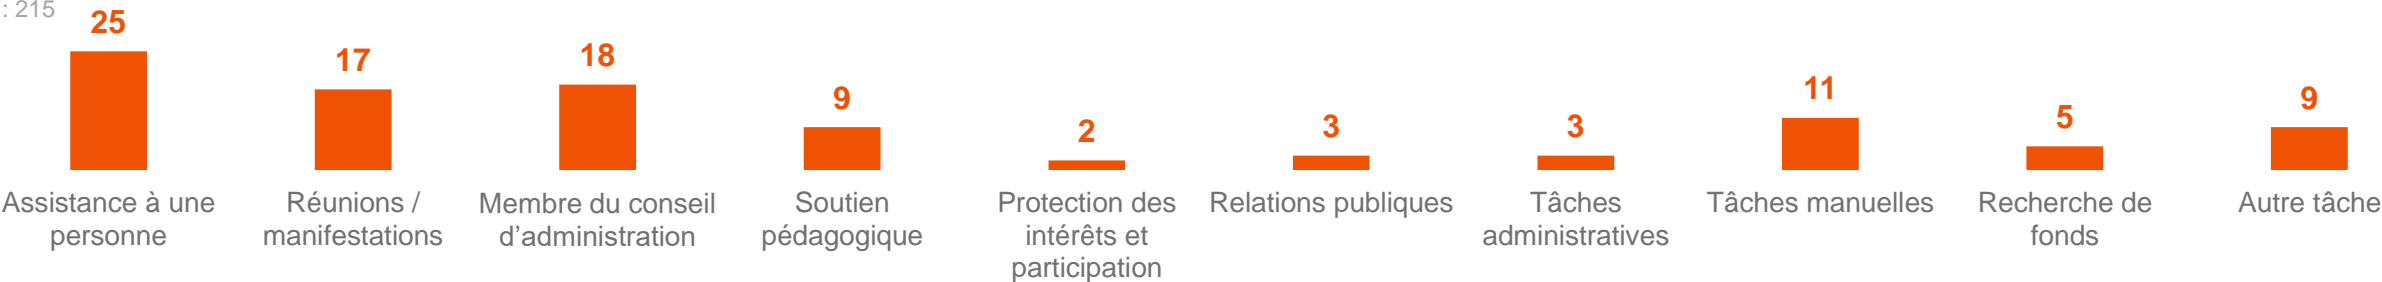 : 215
25
17
18
9
2
3
3
11
5
9
Assistance à une
personne
Réunions /
manifestations
Membre du conseil
d’administration
Soutien
pédagogique
Protection des
intérêts et
participation
Relations publiques
Tâches
administratives
Tâches manuelles
Recherche de
fonds
Autre tâche